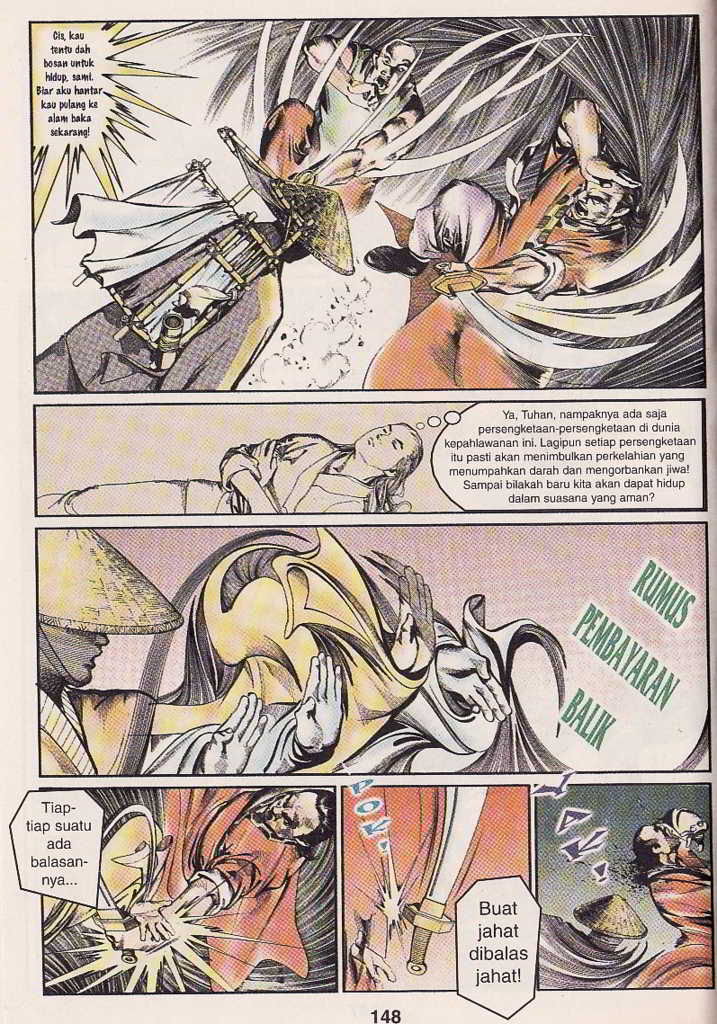 Cis, kau
tentu dah
bosan untuk
hidup, sami.
Biar aku hantar
kau pulang ke
alam baka
sekarang!
Ya, Tuhan, nampaknya ada saja
persengketaan-persengketaan di dunia
kepahlawanan ini. Lagipun setiap persengketaan
itu pasti akan menimbulkan perkelahian yang
menumpahkan darah dan mengorbankan jiwa!
Sampai bilakah baru kita akan dapat hidup
dalam suasana yang aman?
RUMUS
PEMBAYARAN
BALIK
Tiap-
tiap suatu
ada
balasan-
nya...
POK!
Buat
jahat
dibalas
jahat!
148